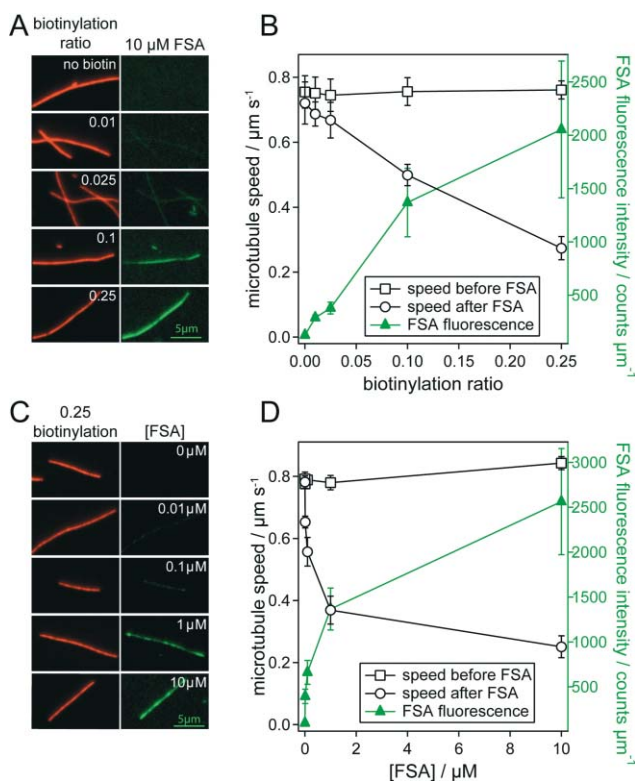 A
biotinylation
ratio
10 µM FSA
no biotin
0.01
0.025
0.1
0.25
5µm
B
microtubule speed / µm s⁻¹
0.8
0.6
0.4
0.2
0.0
speed before FSA
speed after FSA
FSA fluorescence
0.00 0.05 0.10 0.15 0.20 0.25
biotinylation ratio
2500
2000
1500
1000
500
FSA fluorescence intensity / counts µm⁻¹
C
0.25
biotinylation
[FSA]
0µM
0.01µM
0.1µM
1µM
10µM
5µm
D
microtubule speed / µm s⁻¹
0.8
0.6
0.4
0.2
0.0
speed before FSA
speed after FSA
FSA fluorescence
0 2 4 6 8 10
[FSA] / µM
3000
2500
2000
1500
1000
500
FSA fluorescence intensity / counts µm⁻¹